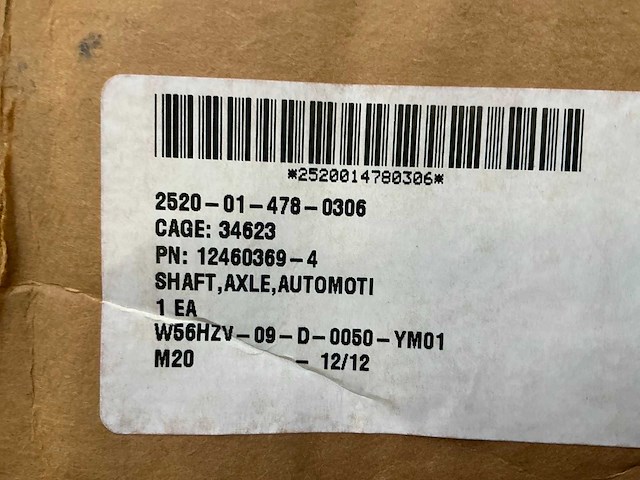 *2520014780306*
2520-01-478-0306
CAGE: 34623
PN: 12460369-4
SHAFT,AXLE,AUTOMOTI
1 EA
W56HZV-09-D-0050-YM01
M20 - 12/12